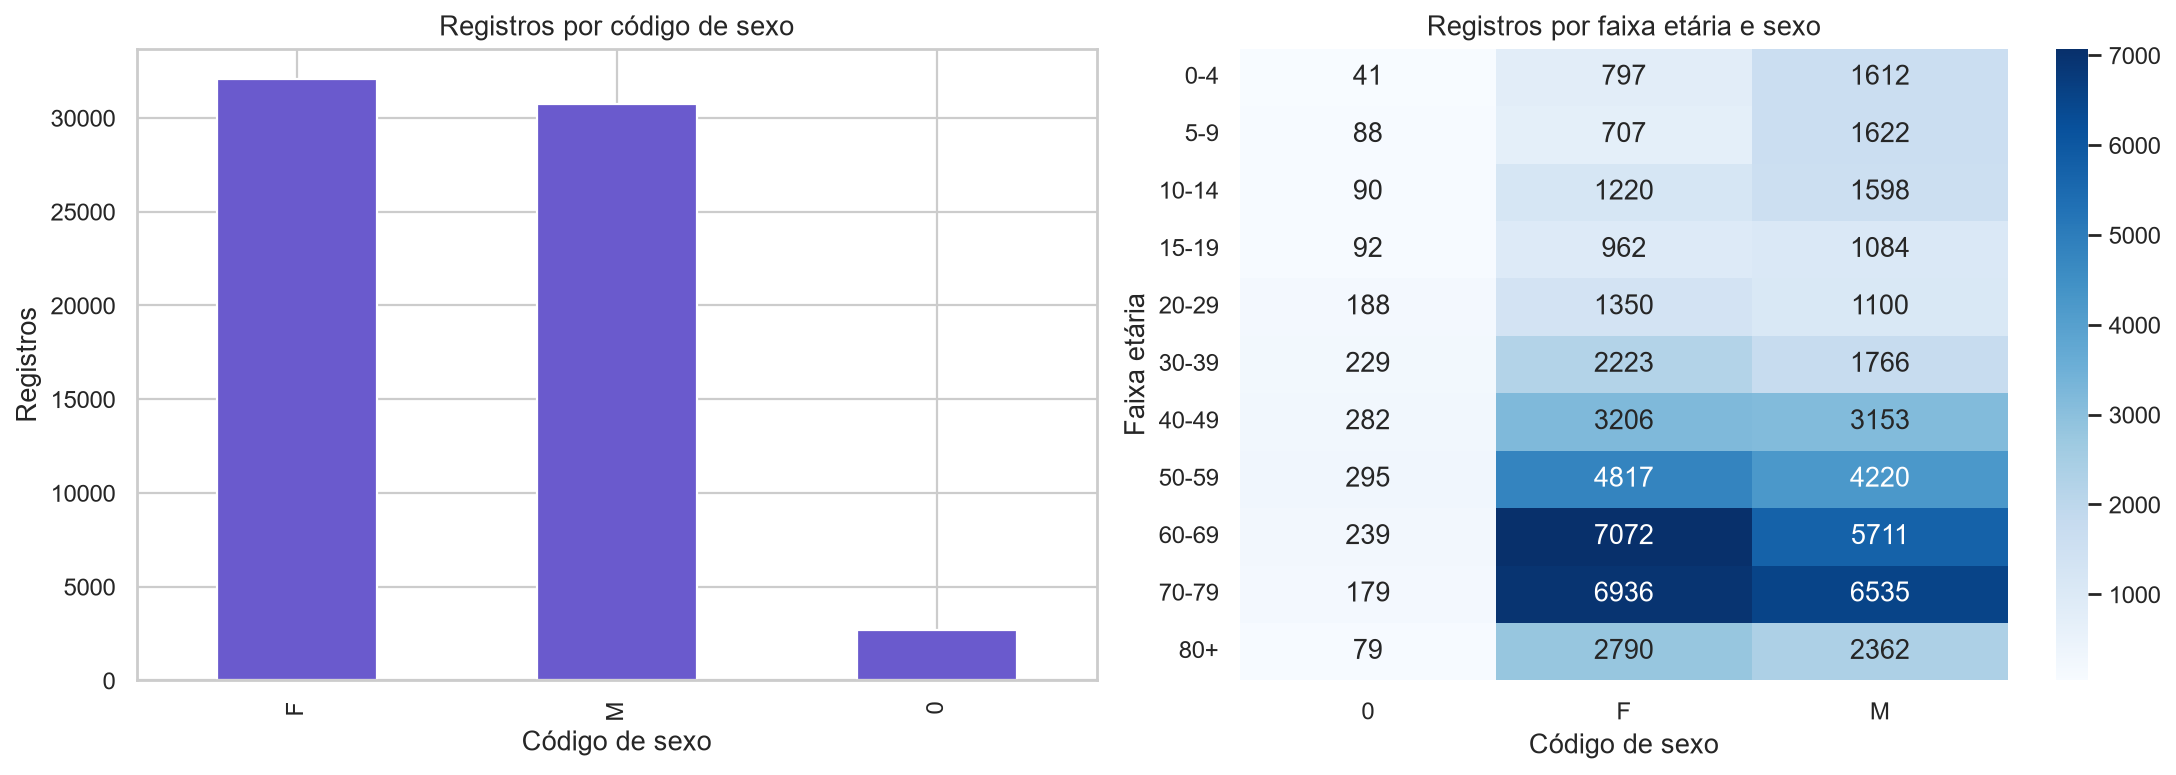 Registros por código de sexo
Registros
30000
25000
20000
15000
10000
5000
0
F
M
0
Código de sexo
Registros por faixa etária e sexo
Faixa etária
0-4 41 797 1612
5-9 88 707 1622
10-14 90 1220 1598
15-19 92 962 1084
20-29 188 1350 1100
30-39 229 2223 1766
40-49 282 3206 3153
50-59 295 4817 4220
60-69 239 7072 5711
70-79 179 6936 6535
80+ 79 2790 2362
0 F M
Código de sexo
7000
6000
5000
4000
3000
2000
1000